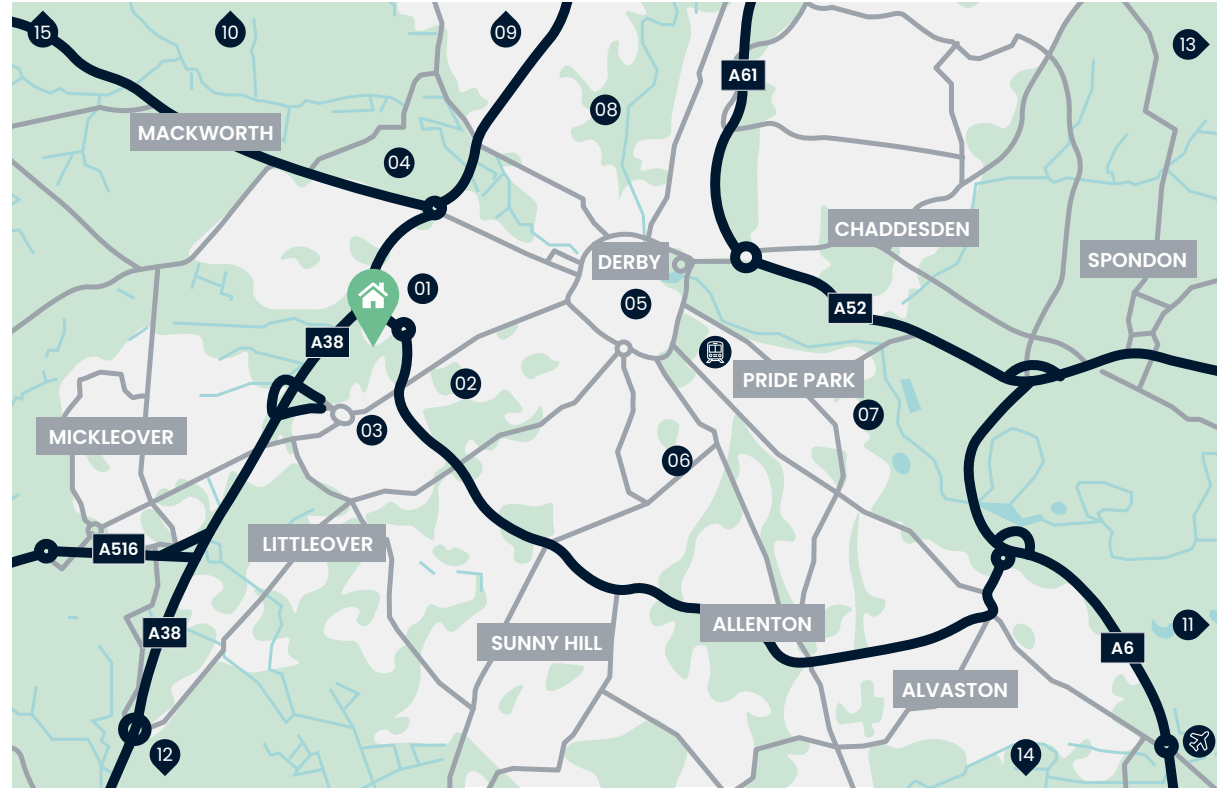 15
10
09
13
A61
08
MACKWORTH
04
CHADDESDEN
DERBY
SPONDON
01
05
A52
A38
02
PRIDE PARK
07
03
MICKLEOVER
06
LITTLEOVER
A516
A38
SUNNY HILL
ALLENTON
11
A6
ALVASTON
12
14